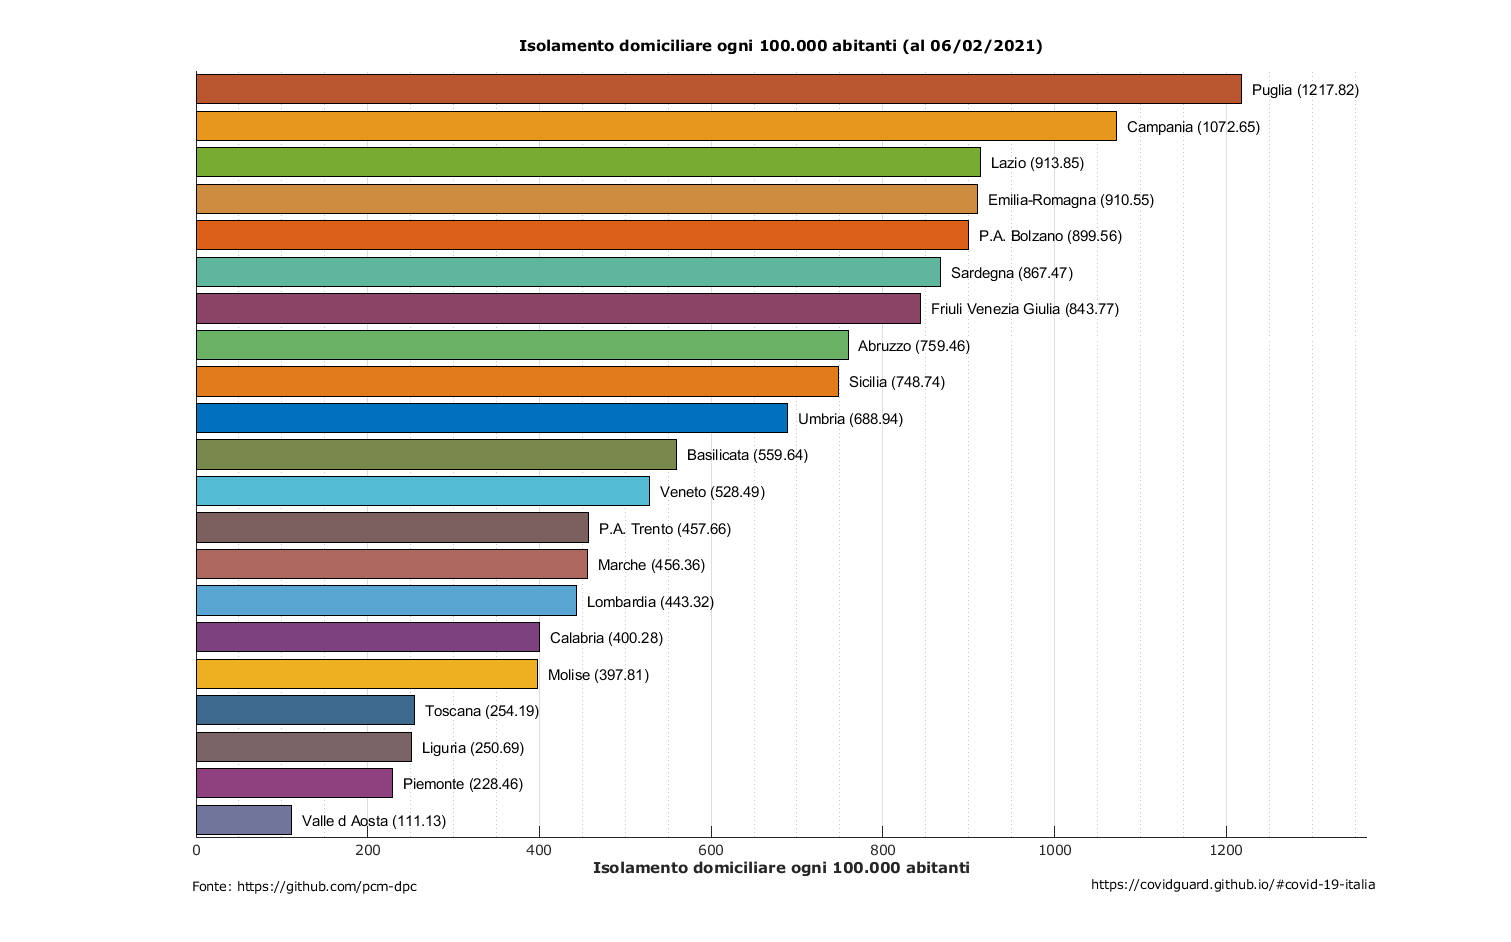 Isolamento domiciliare ogni 100.000 abitanti (al 06/02/2021)
Puglia (1217.82)
Campania (1072.65)
Lazio (913.85)
Emilia-Romagna (910.55)
P.A. Bolzano (899.56)
Sardegna (867.47)
Friuli Venezia Giulia (843.77)
Abruzzo (759.46)
Sicilia (748.74)
Umbria (688.94)
Basilicata (559.64)
Veneto (528.49)
P.A. Trento (457.66)
Marche (456.36)
Lombardia (443.32)
Calabria (400.28)
Molise (397.81)
Toscana (254.19)
Liguria (250.69)
Piemonte (228.46)
Valle d Aosta (111.13)
0 200 400 600 800 1000 1200
Isolamento domiciliare ogni 100.000 abitanti
Fonte: https://github.com/pcm-dpc
https://covidguard.github.io/#covid-19-italia